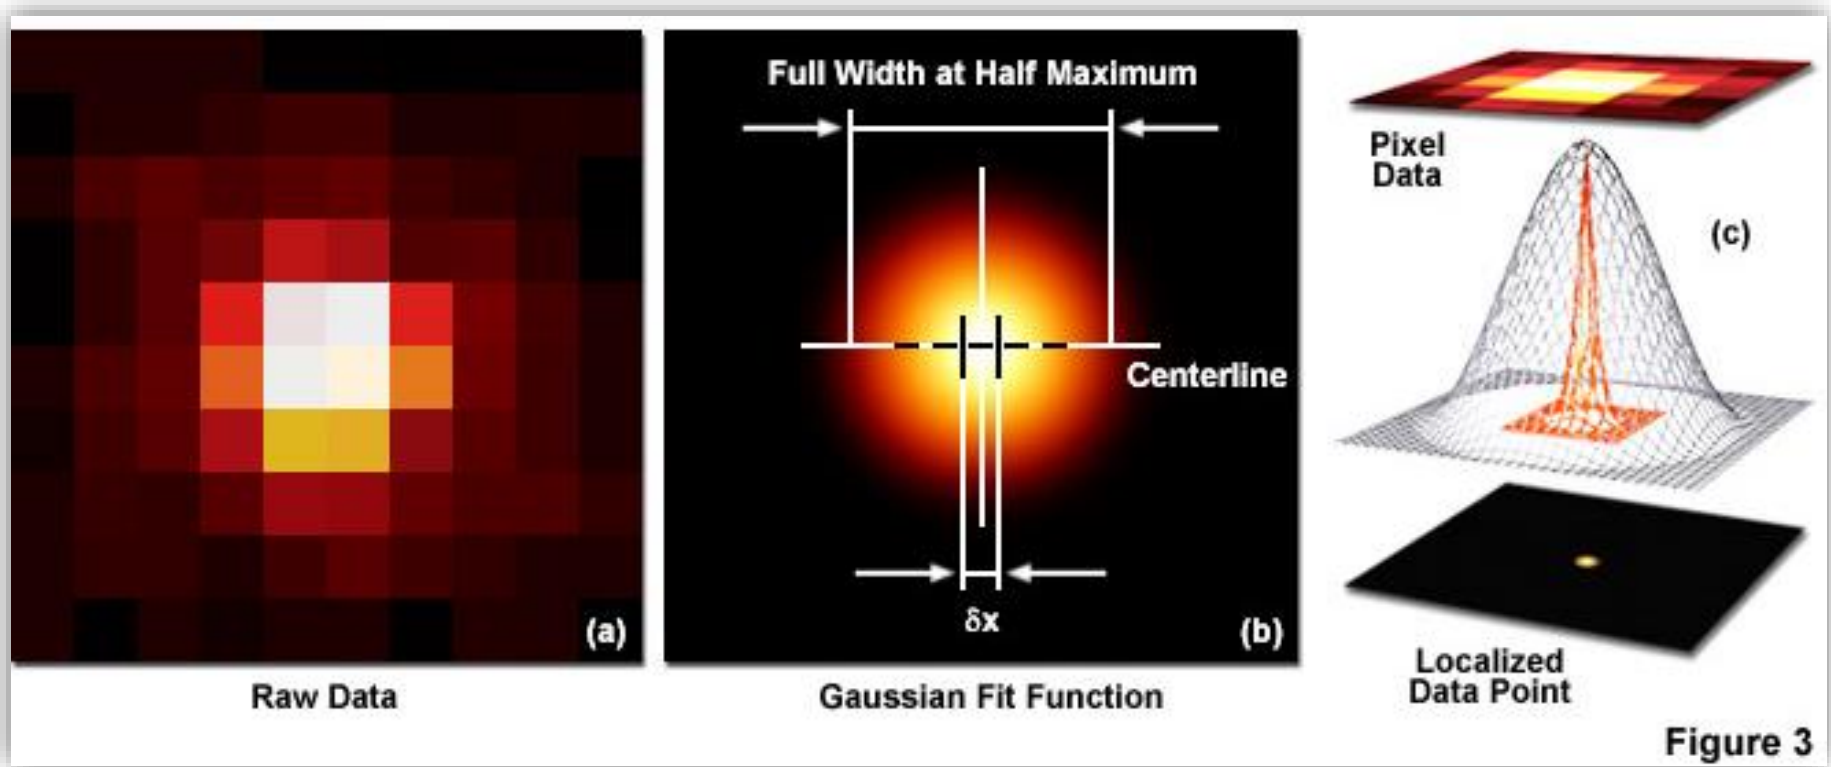 (a)
Raw Data
Full Width at Half Maximum
Centerline
δx
(b)
Gaussian Fit Function
Pixel
Data
(c)
Localized
Data Point
Figure 3